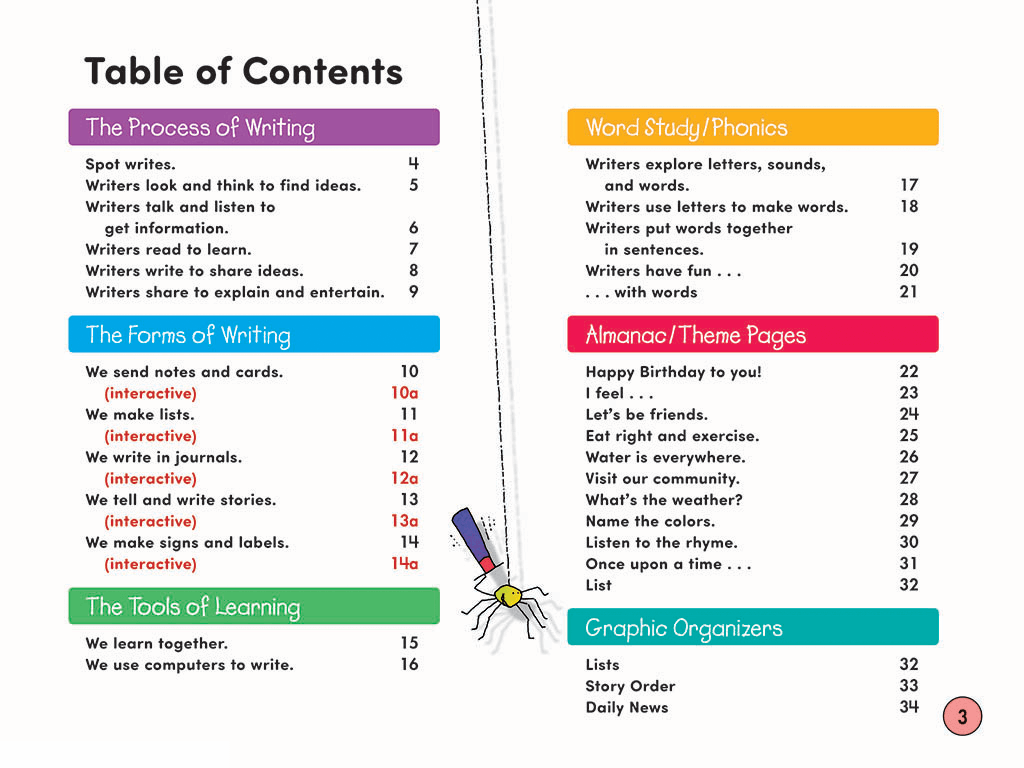 Table of Contents
The Process of Writing
Spot writes. 4
Writers look and think to find ideas. 5
Writers talk and listen to
get information. 6
Writers read to learn. 7
Writers write to share ideas. 8
Writers share to explain and entertain. 9
The Forms of Writing
We send notes and cards. 10
(interactive) 10a
We make lists. 11
(interactive) 11a
We write in journals. 12
(interactive) 12a
We tell and write stories. 13
(interactive) 13a
We make signs and labels. 14
(interactive) 14a
The Tools of Learning
We learn together. 15
We use computers to write. 16
Word Study/Phonics
Writers explore letters, sounds,
and words. 17
Writers use letters to make words. 18
Writers put words together
in sentences. 19
Writers have fun . . . 20
. . . with words 21
Almanac/Theme Pages
Happy Birthday to you! 22
I feel . . . 23
Let's be friends. 24
Eat right and exercise. 25
Water is everywhere. 26
Visit our community. 27
What's the weather? 28
Name the colors. 29
Listen to the rhyme. 30
Once upon a time . . . 31
List 32
Graphic Organizers
Lists 32
Story Order 33
Daily News 34
3